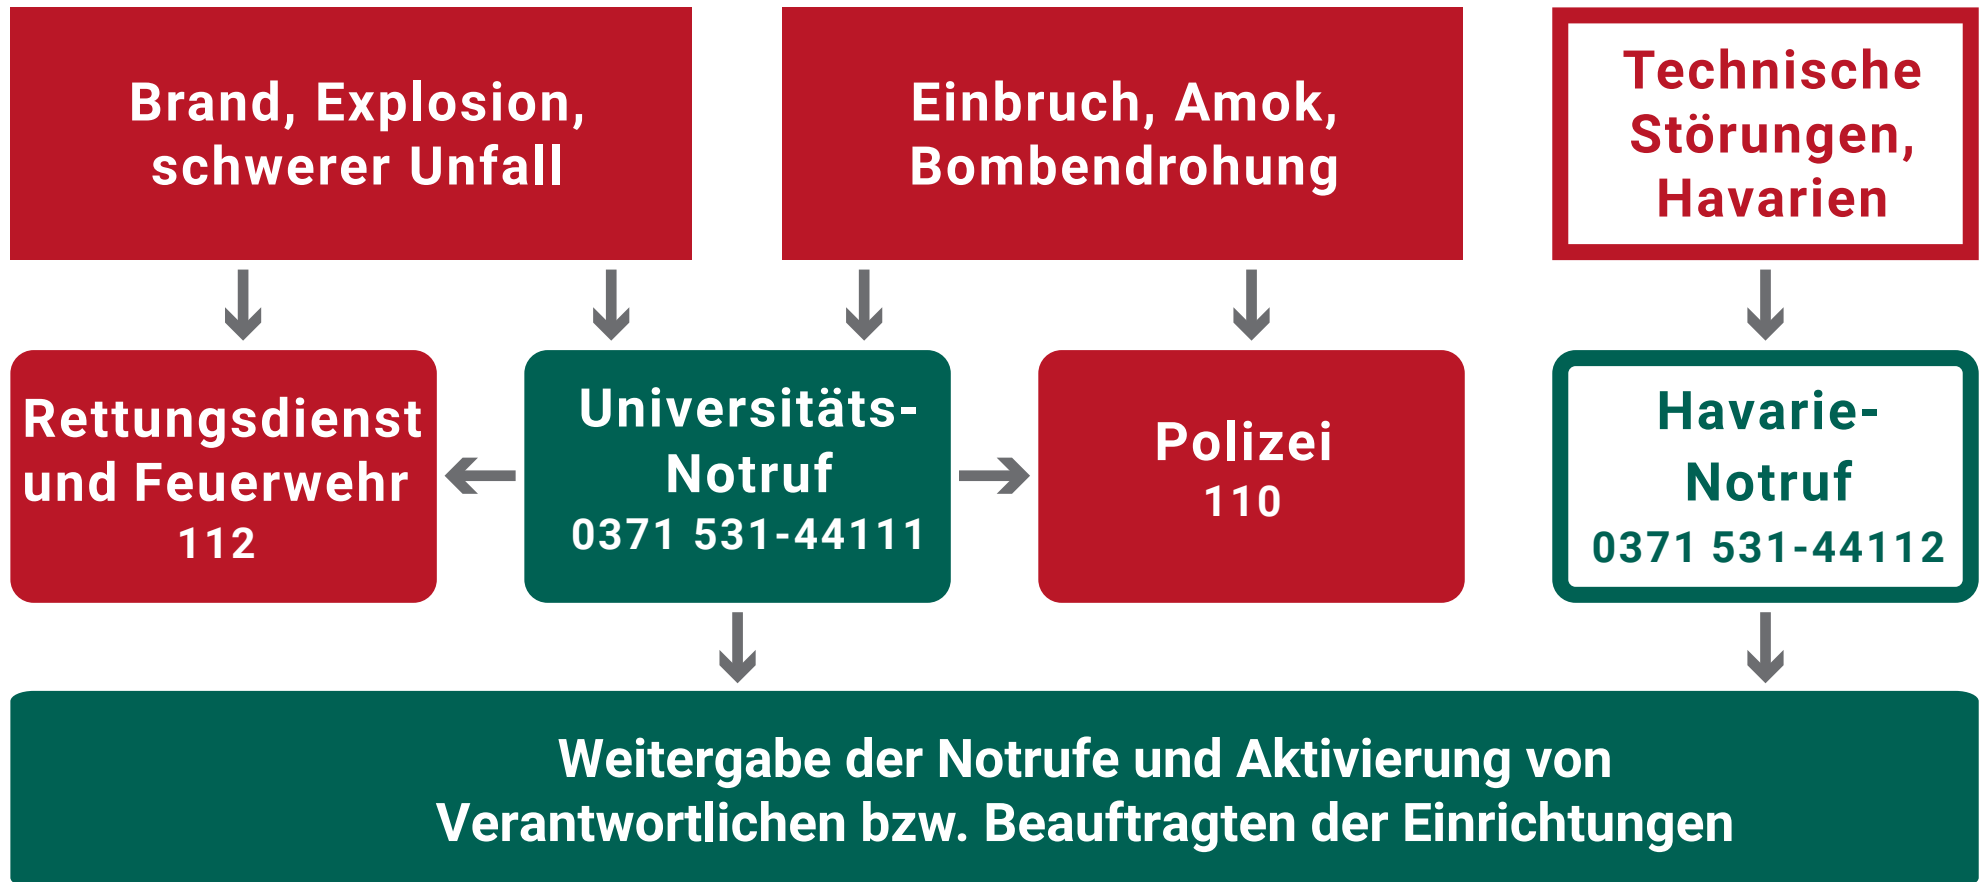 Brand, Explosion,
schwerer Unfall
Einbruch, Amok,
Bombendrohung
Technische
Störungen,
Havarien
Rettungsdienst
und Feuerwehr
112
Universitäts-
Notruf
0371 531-44111
Polizei
110
Havarie-
Notruf
0371 531-44112
Weitergabe der Notrufe und Aktivierung von
Verantwortlichen bzw. Beauftragten der Einrichtungen